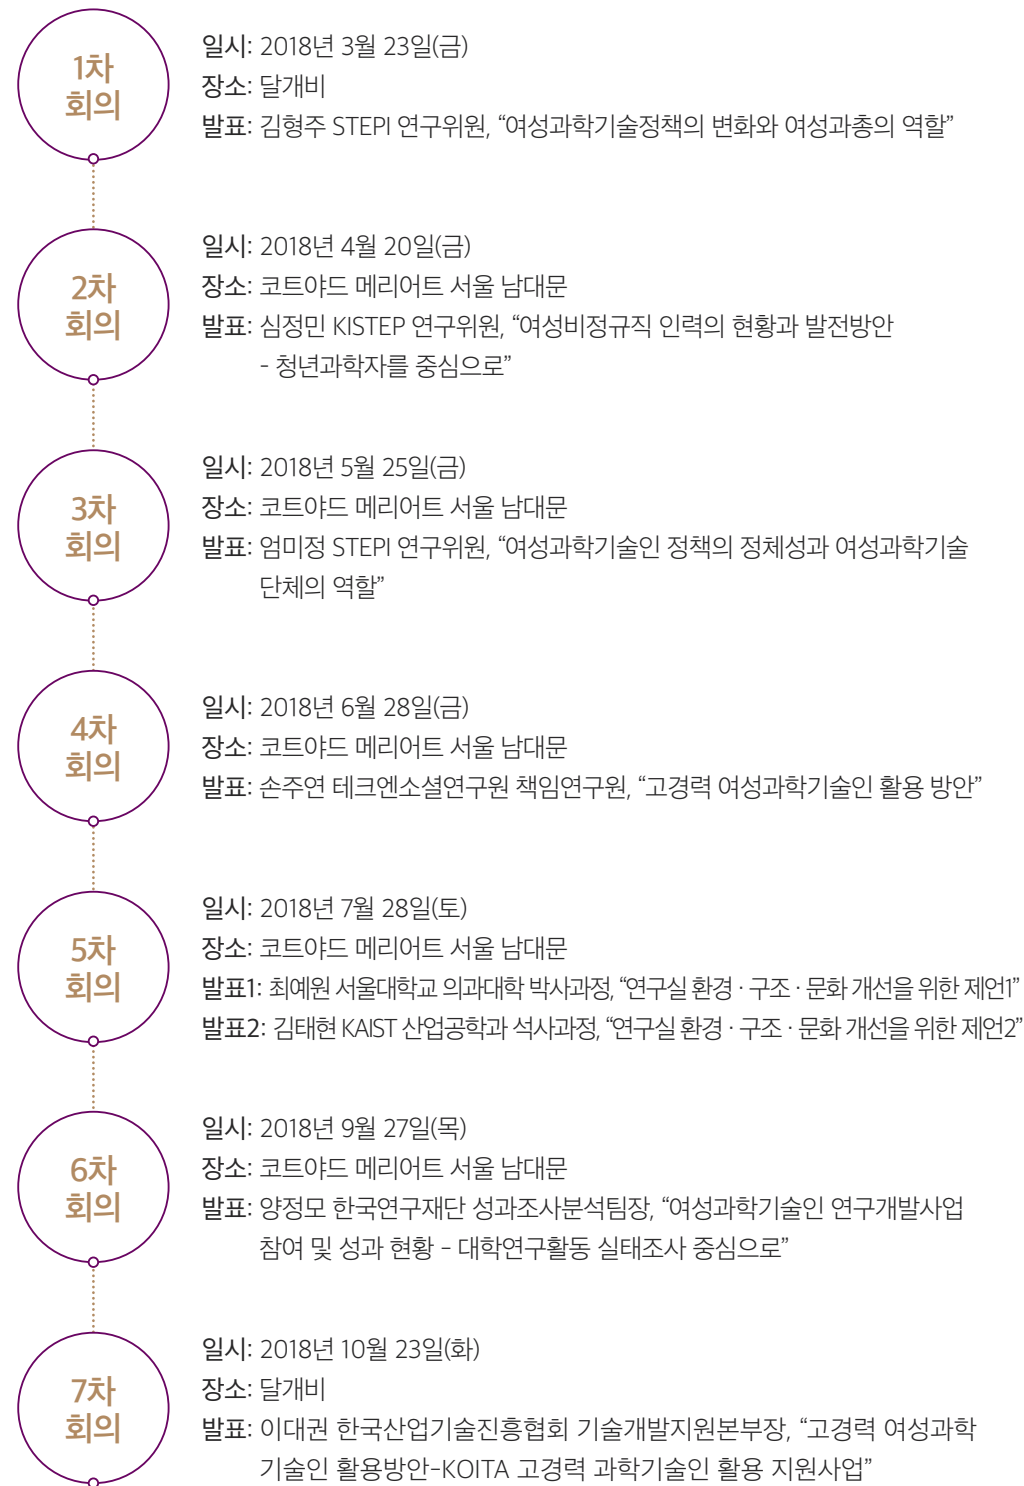 1차
회의
일시: 2018년 3월 23일(금)
장소: 달개비
발표: 김형주 STEPI 연구위원, “여성과학기술정책의 변화와 여성과총의 역할”
2차
회의
일시: 2018년 4월 20일(금)
장소: 코트야드 메리어트 서울 남대문
발표: 심정민 KISTEP 연구위원, “여성비정규직 인력의 현황과 발전방안
- 청년과학자를 중심으로”
3차
회의
일시: 2018년 5월 25일(금)
장소: 코트야드 메리어트 서울 남대문
발표: 엄미정 STEPI 연구위원, “여성과학기술인 정책의 정체성과 여성과학기술
단체의 역할”
4차
회의
일시: 2018년 6월 28일(금)
장소: 코트야드 메리어트 서울 남대문
발표: 손주연 테크엔소셜연구원 책임연구원, “고경력 여성과학기술인 활용 방안”
5차
회의
일시: 2018년 7월 28일(토)
장소: 코트야드 메리어트 서울 남대문
발표1: 최예원 서울대학교 의과대학 박사과정, “연구실 환경 · 구조 · 문화 개선을 위한 제언1”
발표2: 김태현 KAIST 산업공학과 석사과정, “연구실 환경 · 구조 · 문화 개선을 위한 제언2”
6차
회의
일시: 2018년 9월 27일(목)
장소: 코트야드 메리어트 서울 남대문
발표: 양정모 한국연구재단 성과조사분석팀장, “여성과학기술인 연구개발사업
참여 및 성과 현황 – 대학연구활동 실태조사 중심으로”
7차
회의
일시: 2018년 10월 23일(화)
장소: 달개비
발표: 이대권 한국산업기술진흥협회 기술개발지원본부장, “고경력 여성과학
기술인 활용방안–KOITA 고경력 과학기술인 활용 지원사업”